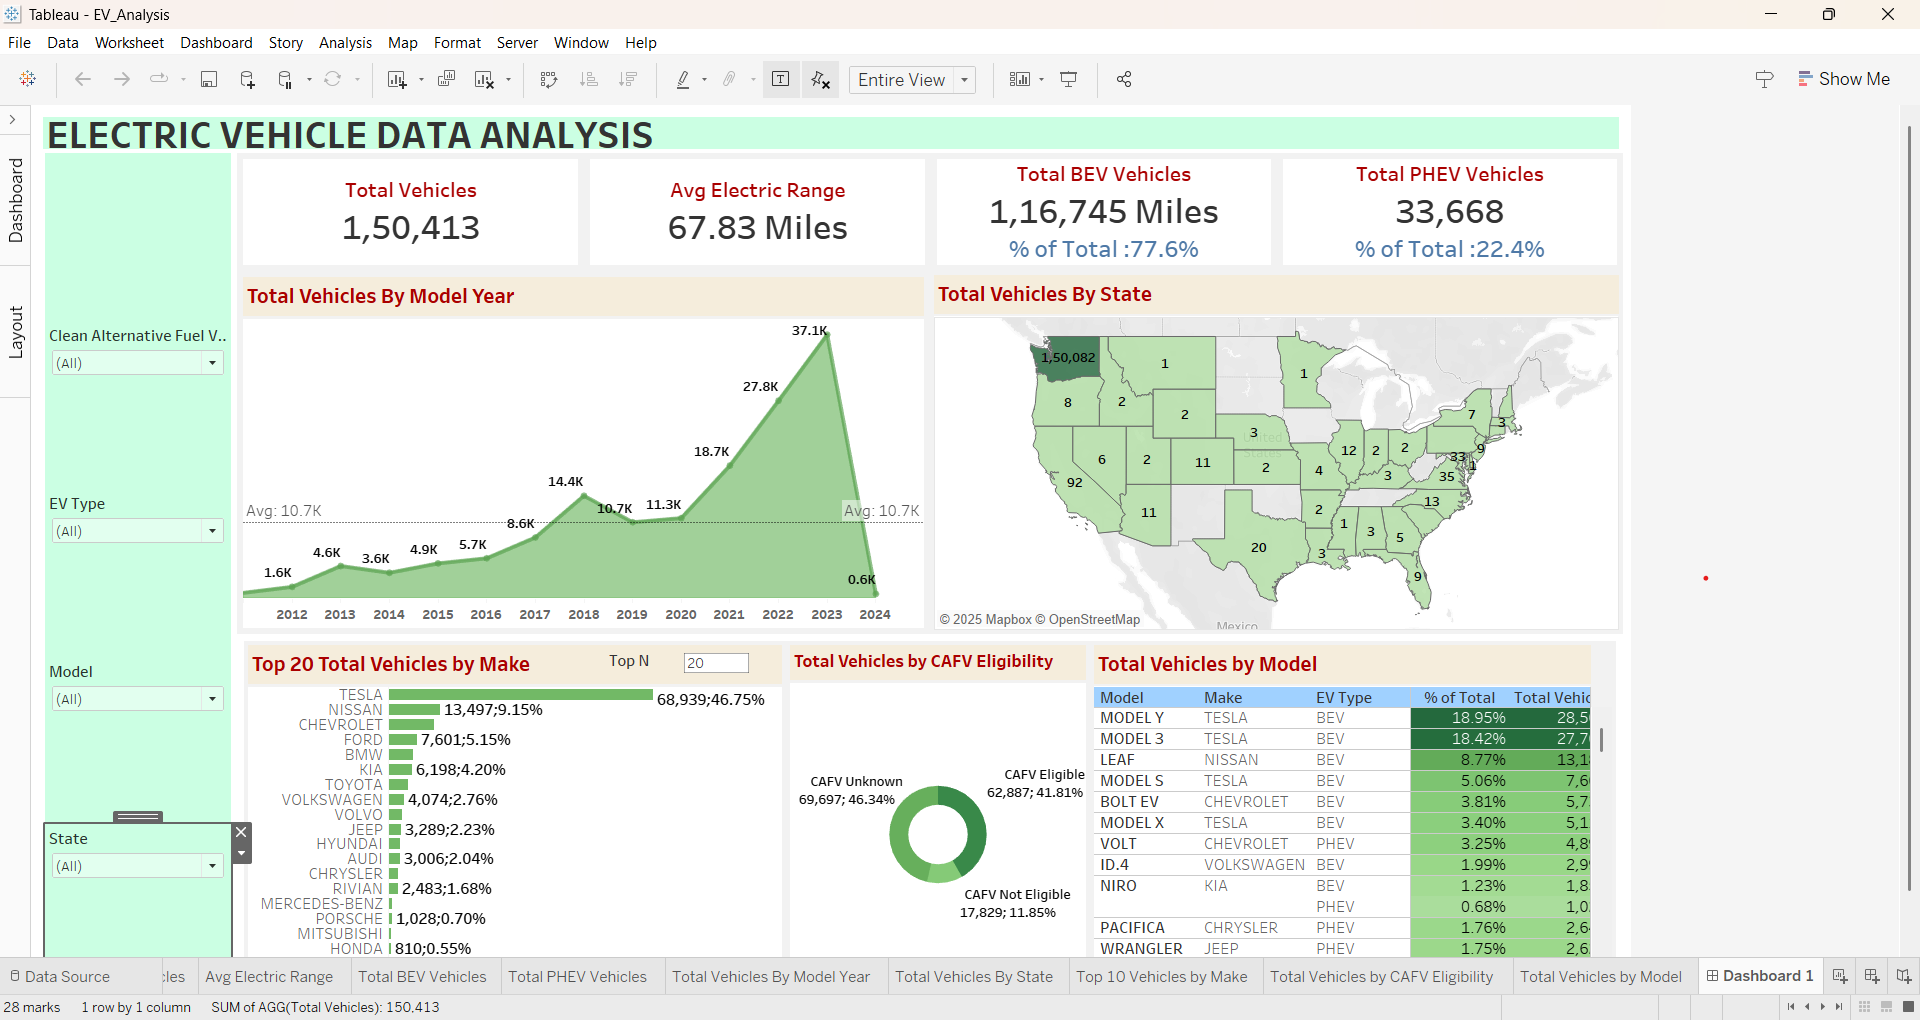 Tableau - EV_Analysis
File Data Worksheet Dashboard Story Analysis Map Format Server Window Help
Entire View
Show Me
Dashboard
Layout
ELECTRIC VEHICLE DATA ANALYSIS
Clean Alternative Fuel V..
(All)
EV Type
(All)
Model
(All)
State
(All)
Total Vehicles
1,50,413
Avg Electric Range
67.83 Miles
Total BEV Vehicles
1,16,745 Miles
% of Total :77.6%
Total PHEV Vehicles
33,668
% of Total :22.4%
Total Vehicles By Model Year
37.1K
27.8K
18.7K
14.4K
10.7K
11.3K
8.6K
5.7K
4.9K
3.6K
4.6K
1.6K
0.6K
Avg: 10.7K
Avg: 10.7K
2012 2013 2014 2015 2016 2017 2018 2019 2020 2021 2022 2023 2024
Total Vehicles By State
1,50,082
1
1
8
2
2
7
3
3
12
2
2
9
6
2
11
2
4
3
33
1
35
92
13
11
2
1
3
5
20
3
9
United States
Mexico
© 2025 Mapbox © OpenStreetMap
Top 20 Total Vehicles by Make
Top N
20
TESLA 68,939;46.75%
NISSAN 13,497;9.15%
CHEVROLET
FORD 7,601;5.15%
BMW
KIA 6,198;4.20%
TOYOTA
VOLKSWAGEN 4,074;2.76%
VOLVO
JEEP 3,289;2.23%
HYUNDAI
AUDI 3,006;2.04%
CHRYSLER
RIVIAN 2,483;1.68%
MERCEDES-BENZ
PORSCHE 1,028;0.70%
MITSUBISHI
HONDA 810;0.55%
Total Vehicles by CAFV Eligibility
CAFV Unknown
69,697; 46.34%
CAFV Eligible
62,887; 41.81%
CAFV Not Eligible
17,829; 11.85%
Total Vehicles by Model
Model Make EV Type % of Total Total Vehic
MODEL Y TESLA BEV 18.95% 28,5
MODEL 3 TESLA BEV 18.42% 27,7
LEAF NISSAN BEV 8.77% 13,1
MODEL S TESLA BEV 5.06% 7,6
BOLT EV CHEVROLET BEV 3.81% 5,7
MODEL X TESLA BEV 3.40% 5,1
VOLT CHEVROLET PHEV 3.25% 4,8
ID.4 VOLKSWAGEN BEV 1.99% 2,9
NIRO KIA BEV 1.23% 1,8
PHEV 0.68% 1,0
PACIFICA CHRYSLER PHEV 1.76% 2,6
WRANGLER JEEP PHEV 1.75% 2,6
Data Source
cles
Avg Electric Range
Total BEV Vehicles
Total PHEV Vehicles
Total Vehicles By Model Year
Total Vehicles By State
Top 10 Vehicles by Make
Total Vehicles by CAFV Eligibility
Total Vehicles by Model
Dashboard 1
28 marks 1 row by 1 column SUM of AGG(Total Vehicles): 150,413